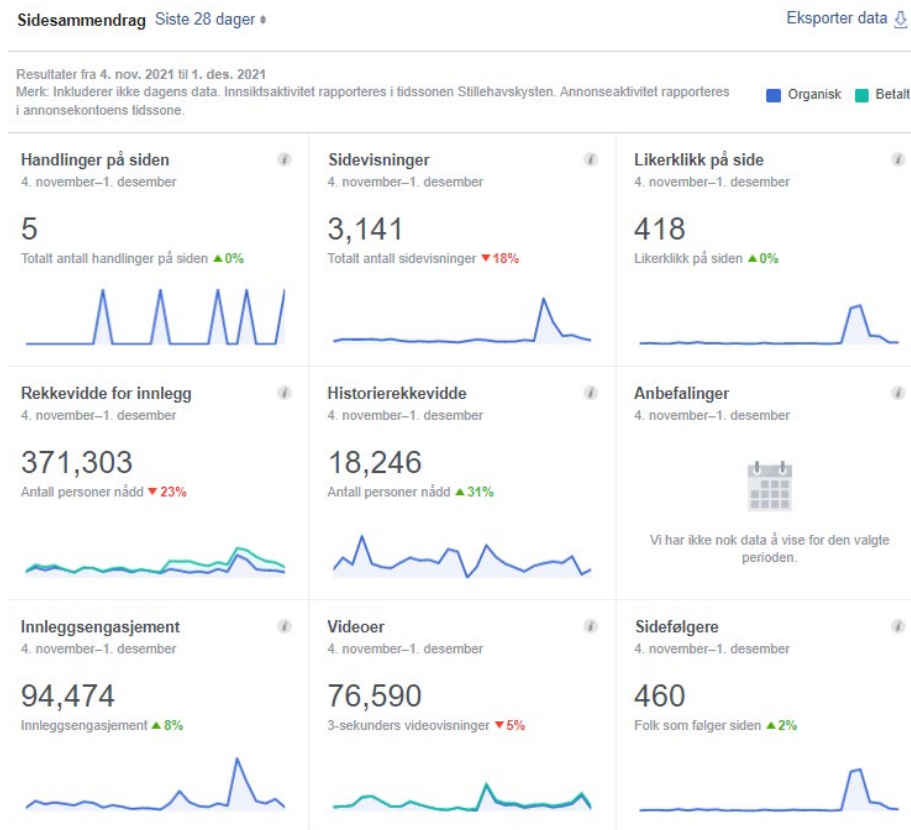 Sidesammendrag Siste 28 dager
Eksporter data
Resultater fra 4. nov. 2021 til 1. des. 2021
Merk: Inkluderer ikke dagens data. Innsiktsaktivitet rapporteres i tidssonen Stillehavskysten. Annonseaktivitet rapporteres
i annonsekontoens tidssone.
Organisk Betalt
Handlinger på siden
4. november–1. desember
5
Totalt antall handlinger på siden ▲0%
Sidevisninger
4. november–1. desember
3,141
Totalt antall sidevisninger ▼18%
Likerklikk på side
4. november–1. desember
418
Likerklikk på siden ▲0%
Rekkevidde for innlegg
4. november–1. desember
371,303
Antall personer nådd ▼23%
Historierekkevidde
4. november–1. desember
18,246
Antall personer nådd ▲31%
Anbefalinger
4. november–1. desember
Vi har ikke nok data å vise for den valgte
perioden.
Innleggsengasjement
4. november–1. desember
94,474
Innleggsengasjement ▲8%
Videoer
4. november–1. desember
76,590
3-sekunders videovisninger ▼5%
Sidefølgere
4. november–1. desember
460
Folk som følger siden ▲2%